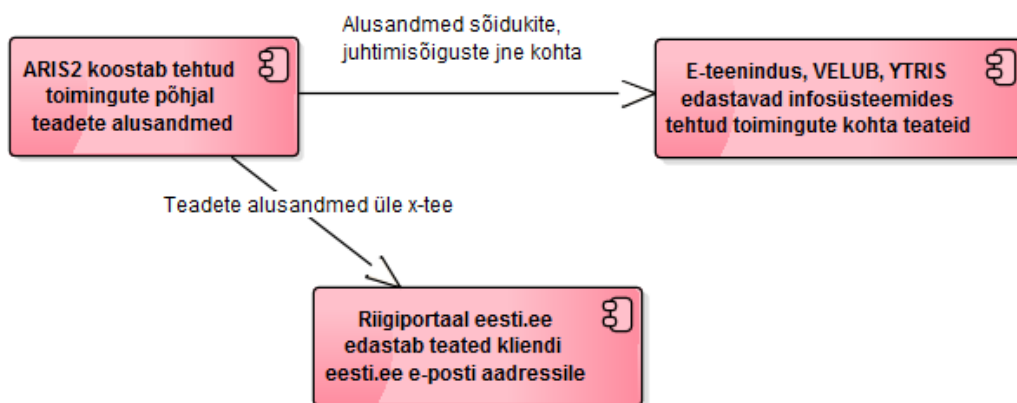 Alusandmed sõidukite,
juhtimisõiguste jne kohta
ARIS2 koostab tehtud
toimingute põhjal
teadete alusandmed
E-teenindus, VELUB, YTRIS
edastavad infosüsteemides
tehtud toimingute kohta teateid
Teadete alusandmed üle x-tee
Riigiportaal eesti.ee
edastab teated kliendi
eesti.ee e-posti aadressile